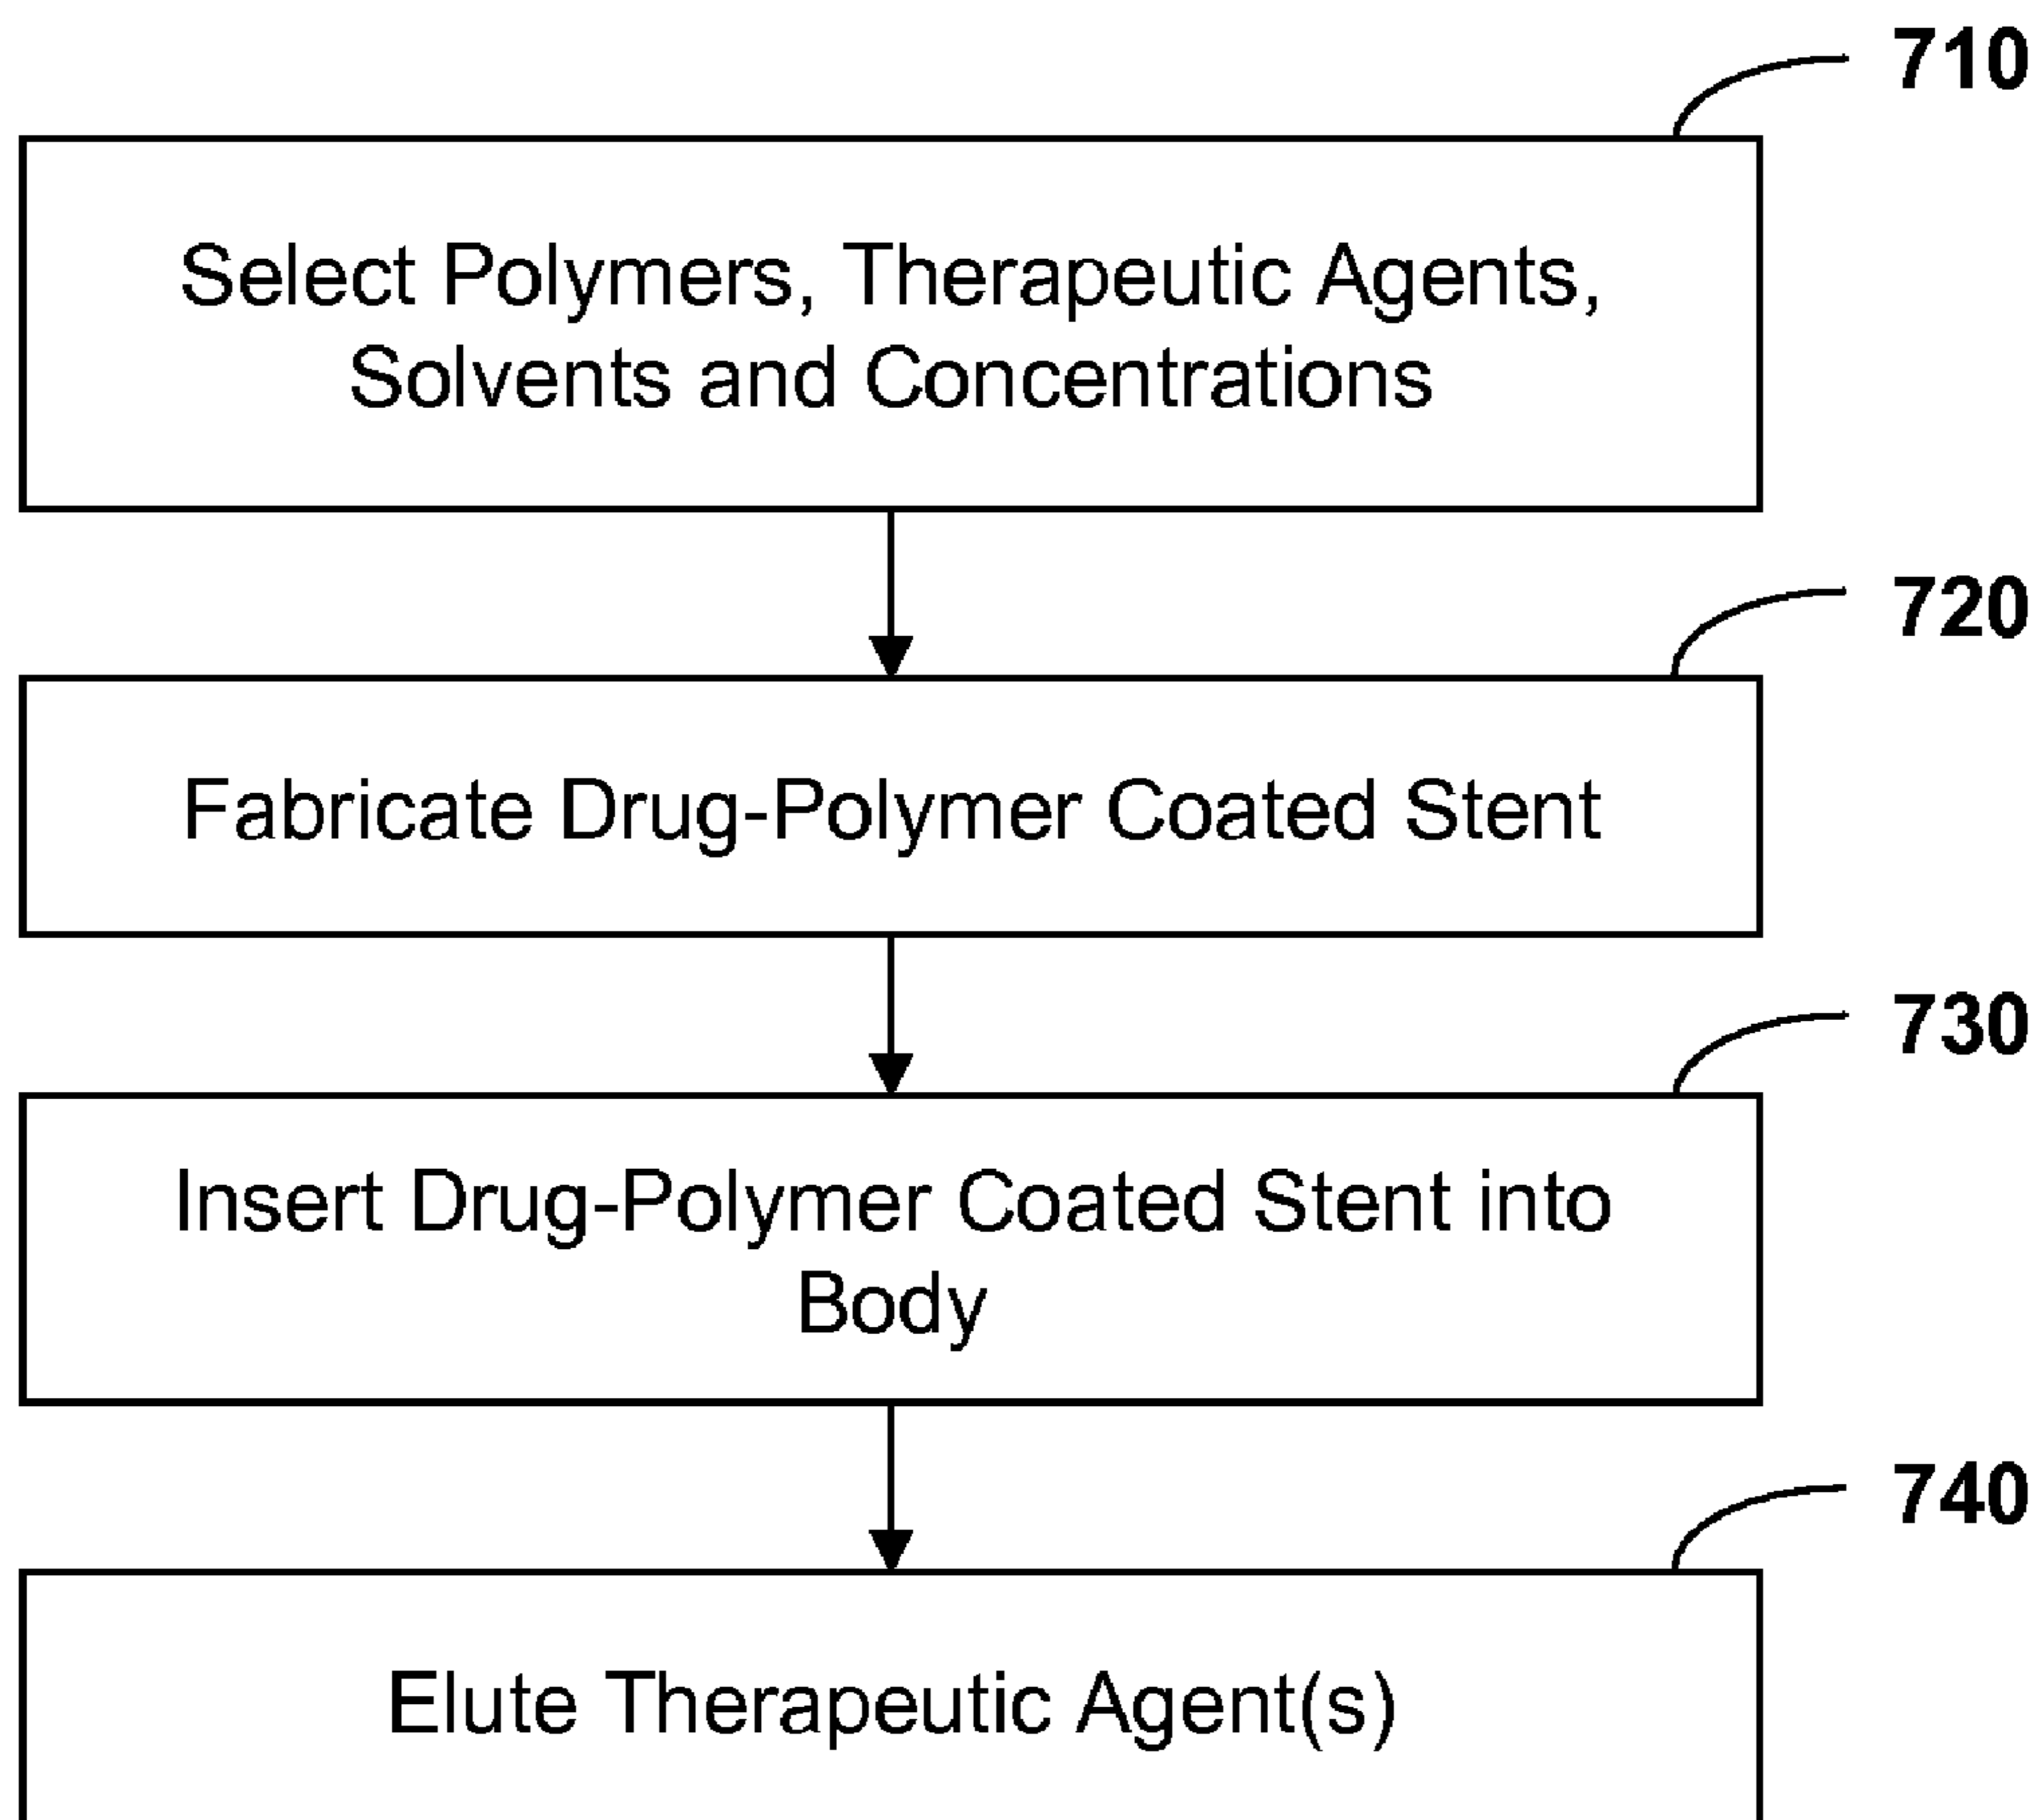 710
Select Polymers, Therapeutic Agents,
Solvents and Concentrations
720
Fabricate Drug-Polymer Coated Stent
730
Insert Drug-Polymer Coated Stent into
Body
740
Elute Therapeutic Agent(s)